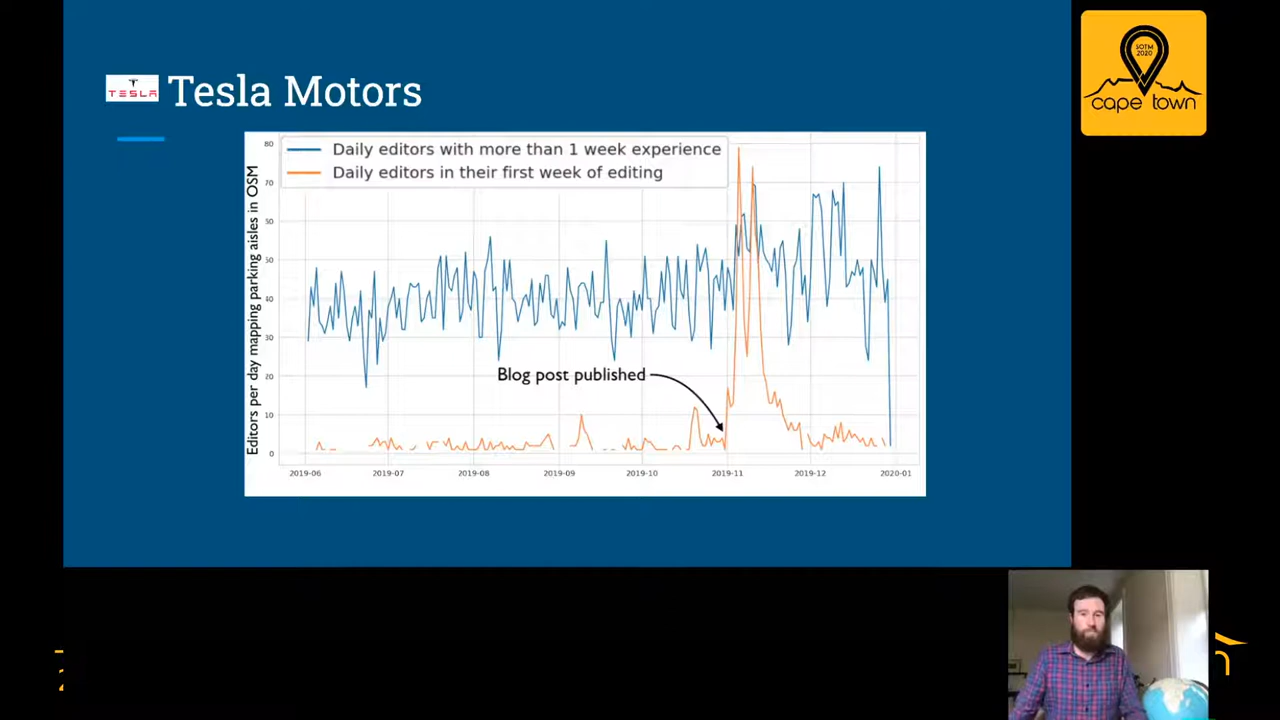 TESLA
Tesla Motors
SOTM
2020
cape town
Daily editors with more than 1 week experience
Daily editors in their first week of editing
Editors per day mapping parking aisles in OSM
80
70
60
50
40
30
20
10
0
Blog post published
2019-06
2019-07
2019-08
2019-09
2019-10
2019-11
2019-12
2020-01